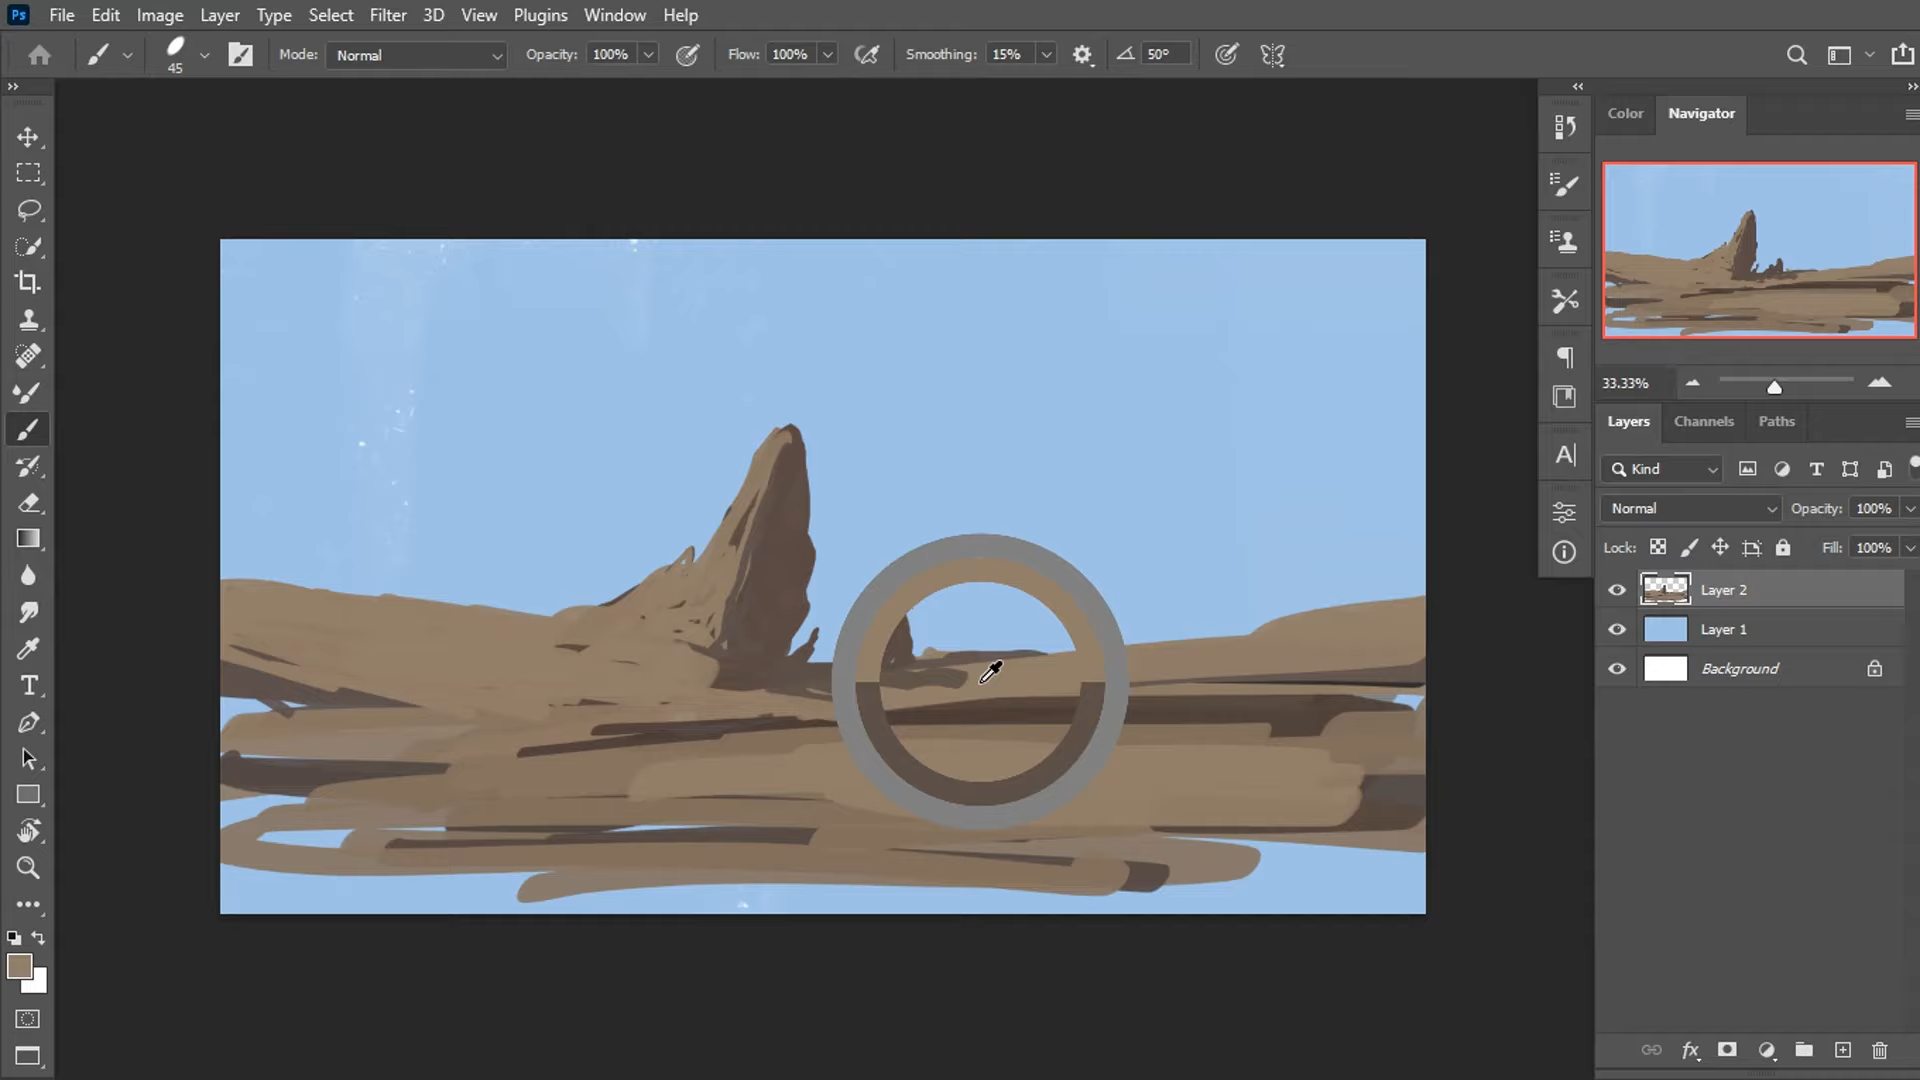 Ps File Edit Image Layer Type Select Filter 3D View Plugins Window Help
45 Mode: Normal Opacity: 100% Flow: 100% Smoothing: 15% 50°
Color Navigator
33.33%
Layers Channels Paths
Kind
Normal Opacity: 100%
Lock: Fill: 100%
Layer 2
Layer 1
Background